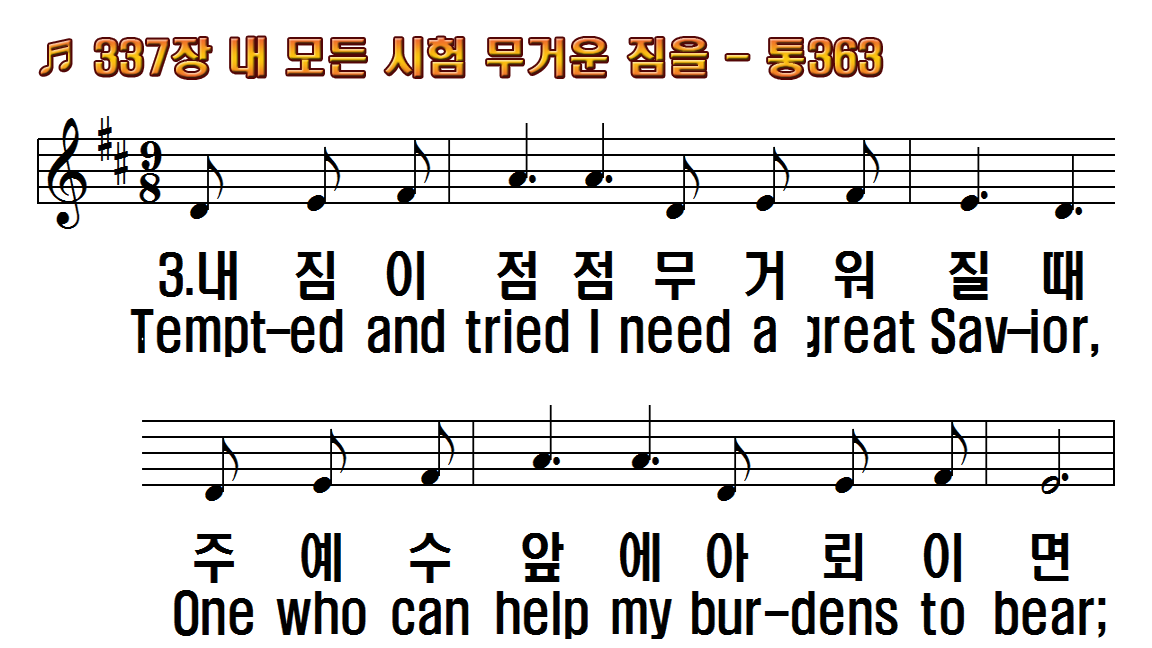 ♬ 337장 내 모든 시험 무거운 짐을 - 통363
9
8
3.내 짐 이 점 점 무 거 워 질 때
Tempt-ed and tried I need a great Sav-ior,
주 예 수 앞 에 아 뢰 이 면
One who can help my bur-dens to bear;